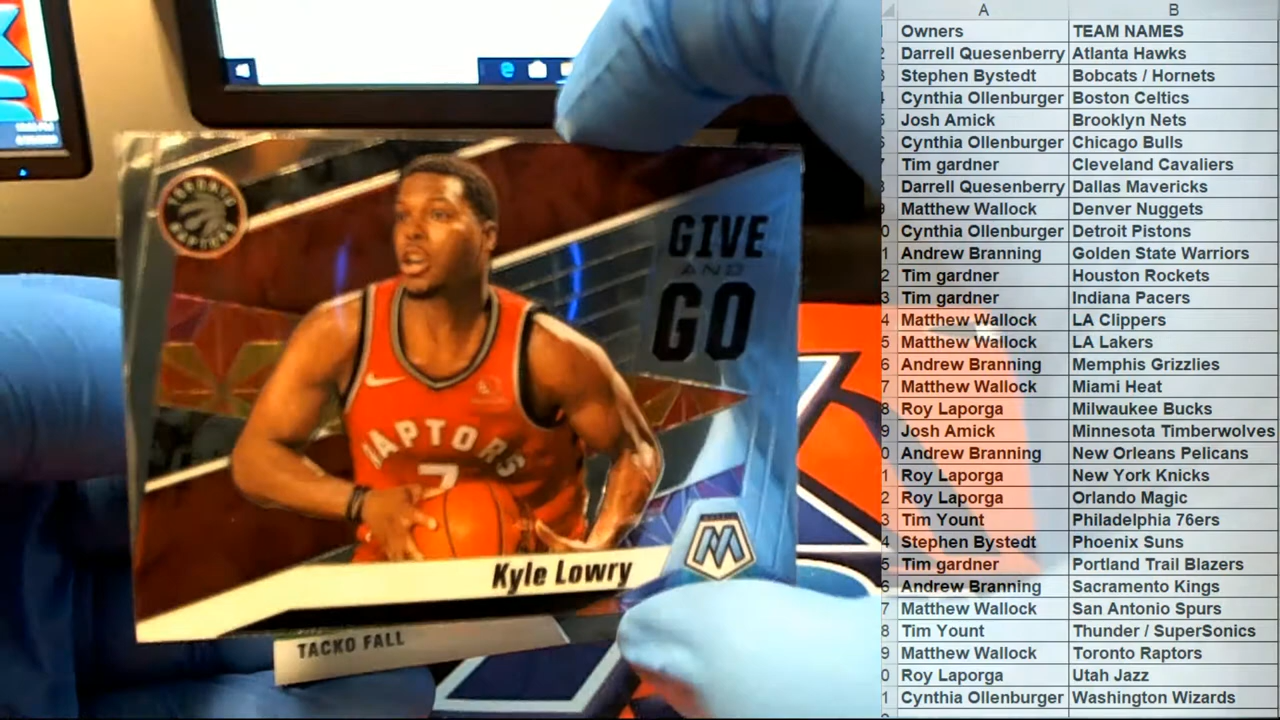 TORONTO
RAPTORS
GIVE
AND
GO
RAPTORS
7
Kyle Lowry
TACKO FALL
A B
Owners TEAM NAMES
Darrell Quesenberry Atlanta Hawks
Stephen Bystedt Bobcats / Hornets
Cynthia Ollenburger Boston Celtics
Josh Amick Brooklyn Nets
Cynthia Ollenburger Chicago Bulls
Tim gardner Cleveland Cavaliers
Darrell Quesenberry Dallas Mavericks
Matthew Wallock Denver Nuggets
Cynthia Ollenburger Detroit Pistons
Andrew Branning Golden State Warriors
Tim gardner Houston Rockets
Tim gardner Indiana Pacers
Matthew Wallock LA Clippers
Matthew Wallock LA Lakers
Andrew Branning Memphis Grizzlies
Matthew Wallock Miami Heat
Roy Laporga Milwaukee Bucks
Josh Amick Minnesota Timberwolves
Andrew Branning New Orleans Pelicans
Roy Laporga New York Knicks
Roy Laporga Orlando Magic
Tim Yount Philadelphia 76ers
Stephen Bystedt Phoenix Suns
Tim gardner Portland Trail Blazers
Andrew Branning Sacramento Kings
Matthew Wallock San Antonio Spurs
Tim Yount Thunder / SuperSonics
Matthew Wallock Toronto Raptors
Roy Laporga Utah Jazz
Cynthia Ollenburger Washington Wizards